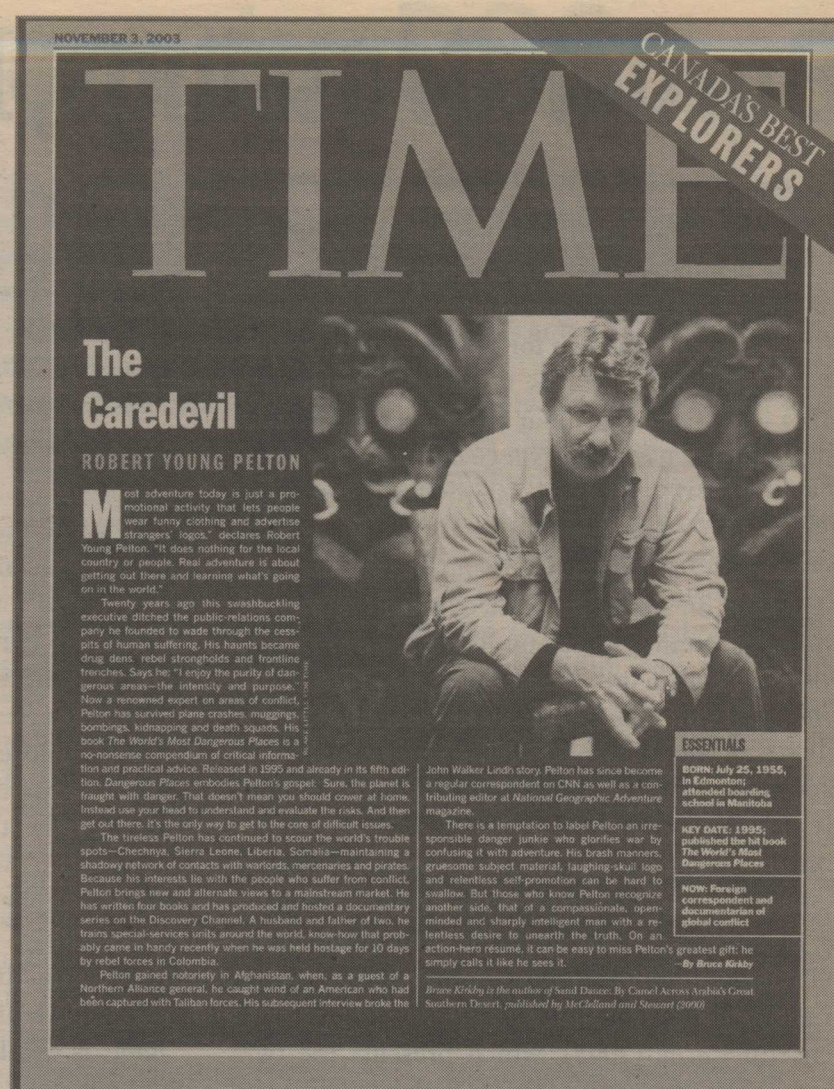 NOVEMBER 3, 2003
TIME
CANADA'S BEST
EXPLORERS
The
Caredevil
ROBERT YOUNG PELTON
Most adventure today is just a pro-
motional activity that lets people
wear funny clothing and advertise
strangers' logos," declares Robert
Young Pelton. "It does nothing for the local
country or people. Real adventure is about
getting out there and learning what's going
on in the world."
Twenty years ago this swashbuckling
executive ditched the public-relations com-
pany he founded to wade through the cess-
pits of human suffering. His haunts became
drug dens, rebel strongholds and frontline
trenches. Says he: "I enjoy the purity of dan-
gerous areas—the intensity and purpose."
Now a renowned expert on areas of conflict,
Pelton has survived plane crashes, muggings,
bombings, kidnapping and death squads. His
book The World's Most Dangerous Places is a
no-nonsense compendium of critical informa-
tion and practical advice. Released in 1995 and already in its fifth edi-
tion, Dangerous Places embodies Pelton's gospel. Sure, the planet is
fraught with danger. That doesn't mean you should cover at home.
Instead use your head to understand and evaluate the risks. And then
get out there. It's the only way to get to the core of difficult issues.
The tireless Pelton has continued to scour the world's trouble
spots—Chechnya, Sierra Leone, Liberia, Somalia—maintaining a
shadowy network of contacts with warlords, mercenaries and pirates.
Because his interests lie with the people who suffer from conflict,
Pelton brings new and alternate views to a mainstream market. He
has written four books and has produced and hosted a documentary
series on the Discovery Channel. A husband and father of two, he
trains special-services units around the world, know-how that prob-
ably came in handy recently when he was held hostage for 10 days
by rebel forces in Colombia.
Pelton gained notoriety in Afghanistan, when, as a guest of a
Northern Alliance general, he caught wind of an American who had
been captured with Taliban forces. His subsequent interview broke the
John Walker Lindh story. Pelton has since become
a regular correspondent on CNN as well as a con-
tributing editor at National Geographic Adventure
magazine.
There is a temptation to label Pelton an irre-
sponsible danger junkie who glorifies war by
confusing it with adventure. His brash manners,
gruesome subject material, laughing-skull logo
and relentless self-promotion can be hard to
swallow. But those who know Pelton recognize
another side, that of a compassionate, open-
minded and sharply intelligent man with a re-
lentless desire to unearth the truth. On an
action-hero résumé, it can be easy to miss Pelton's greatest gift: he
simply calls it like he sees it. —By Bruce Kirkby
Bruce Kirkby is the author of Sand Dance: By Camel Across Arabia's Great
Southern Desert, published by McClelland and Stewart (2000)
ESSENTIALS
BORN: July 25, 1955,
in Edmonton;
attended boarding
school in Manitoba
KEY DATE: 1995;
published the hit book
The World's Most
Dangerous Places
NOW: Foreign
correspondent and
documentarian of
global conflict